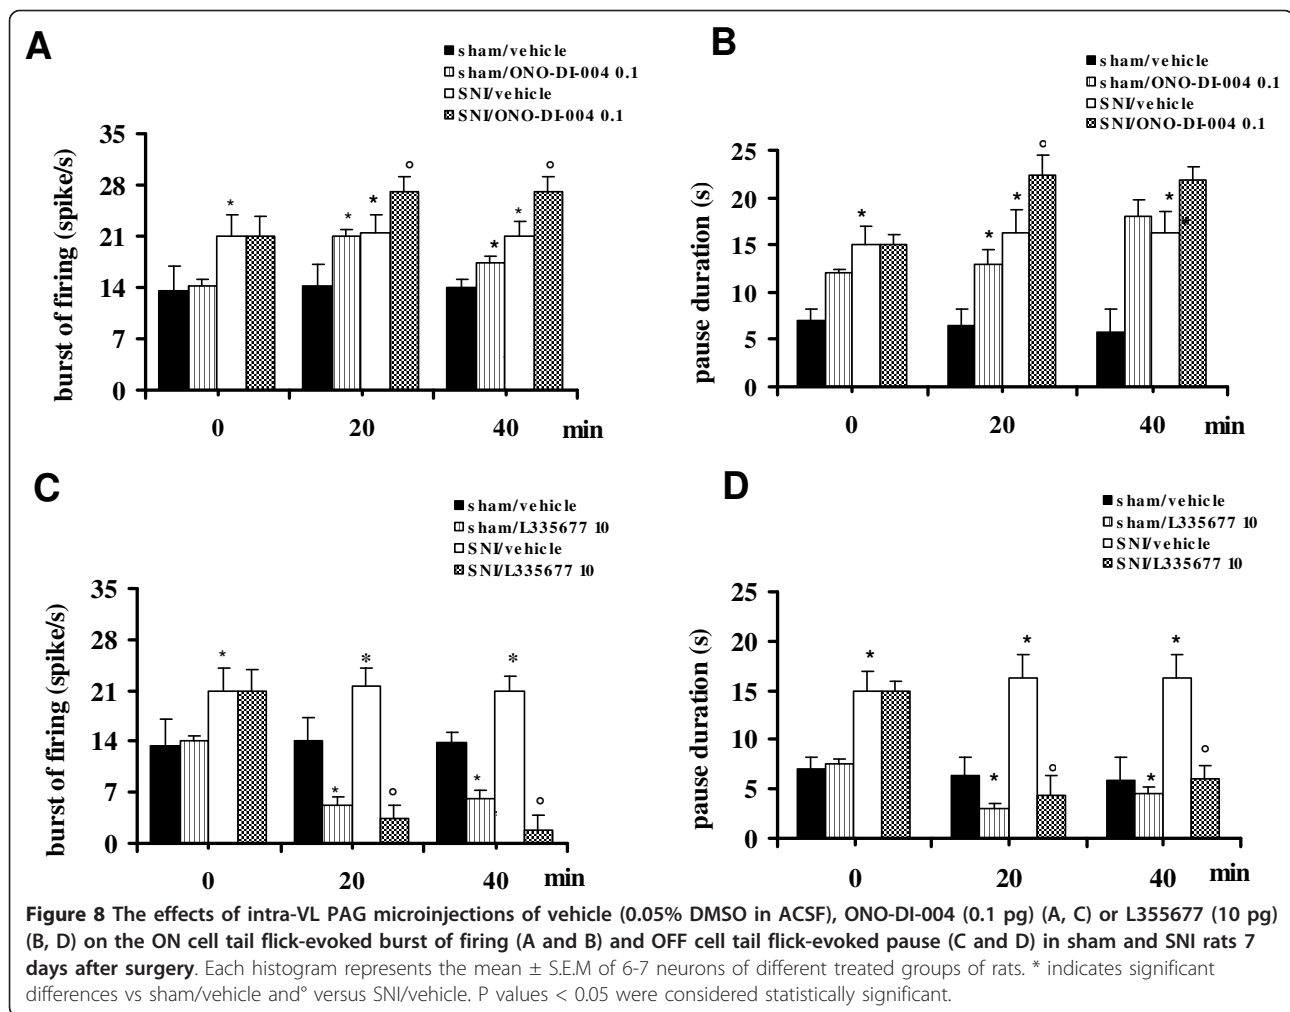 A
sham/vehicle
sham/ONO-DI-004 0.1
SNI/vehicle
SNI/ONO-DI-004 0.1
burst of firing (spike/s)
35
28
21
14
7
0
* * * * *
0 20 40 min
B
sham/vehicle
sham/ONO-DI-004 0.1
SNI/vehicle
SNI/ONO-DI-004 0.1
pause duration (s)
25
20
15
10
5
0
* * * * *
0 20 40 min
C
sham/vehicle
sham/L335677 10
SNI/vehicle
SNI/L335677 10
burst of firing (spike/s)
35
28
21
14
7
0
* * * * *
0 20 40 min
D
sham/vehicle
sham/L335677 10
SNI/vehicle
SNI/L335677 10
pause duration (s)
25
20
15
10
5
0
* * * * *
0 20 40 min
Figure 8 The effects of intra-VL PAG microinjections of vehicle (0.05% DMSO in ACSF), ONO-DI-004 (0.1 pg) (A, C) or L355677 (10 pg)
(B, D) on the ON cell tail flick-evoked burst of firing (A and B) and OFF cell tail flick-evoked pause (C and D) in sham and SNI rats 7
days after surgery. Each histogram represents the mean ± S.E.M of 6-7 neurons of different treated groups of rats. * indicates significant
differences vs sham/vehicle and° versus SNI/vehicle. P values < 0.05 were considered statistically significant.